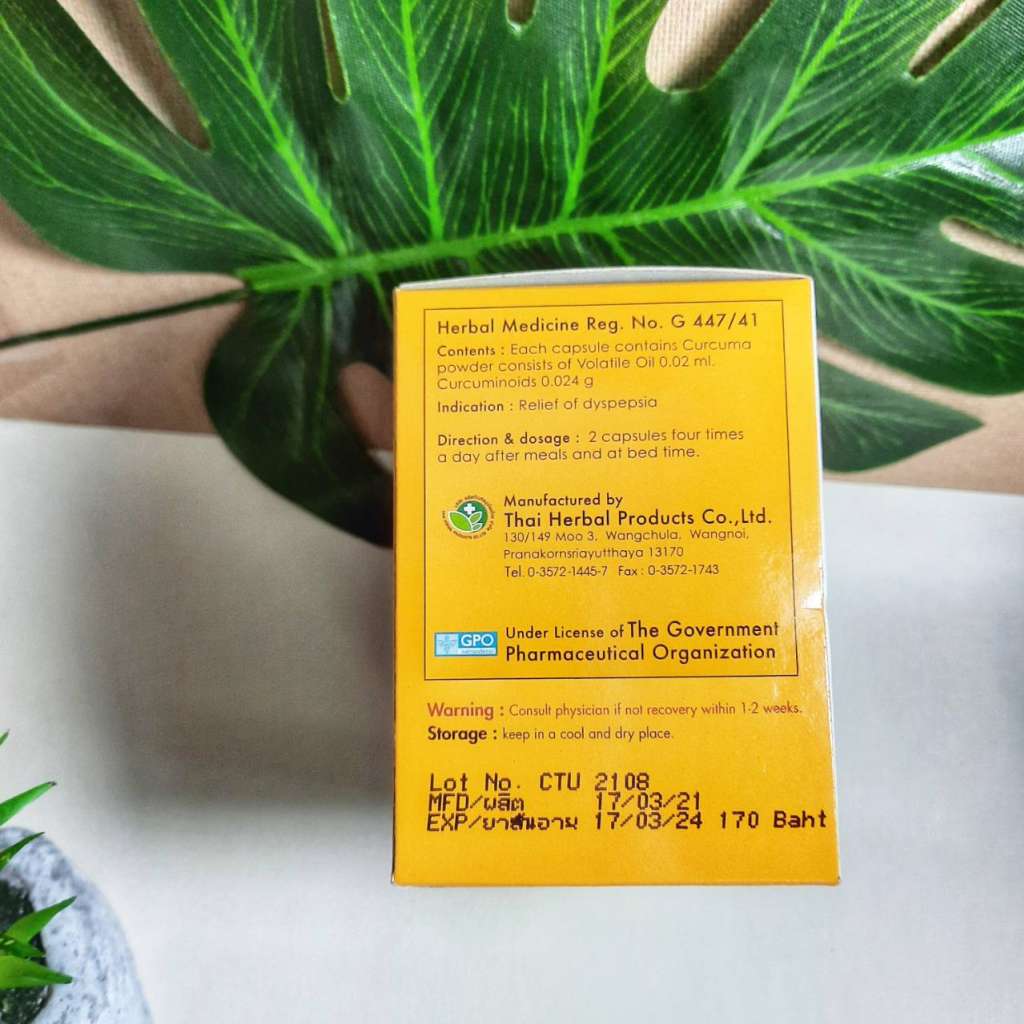 Herbal Medicine Reg. No. G 447/41
Contents : Each capsule contains Curcuma
powder consists of Volatile Oil 0.02 ml.
Curcuminoids 0.024 g
Indication : Relief of dyspepsia
Direction & dosage : 2 capsules four times
a day after meals and at bed time.
Manufactured by
Thai Herbal Products Co.,Ltd.
130/149 Moo 3, Wangchula, Wangnoi,
Pranakornsriayutthaya 13170
Tel. 0-3572-1445-7 Fax : 0-3572-1743
GPO
Under License of The Government
Pharmaceutical Organization
Warning : Consult physician if not recovery within 1-2 weeks.
Storage : keep in a cool and dry place.
Lot No. CTU 2108
MFD/ผลิต 17/03/21
EXP/ยาสิ้นอายุ 17/03/24 170 Baht